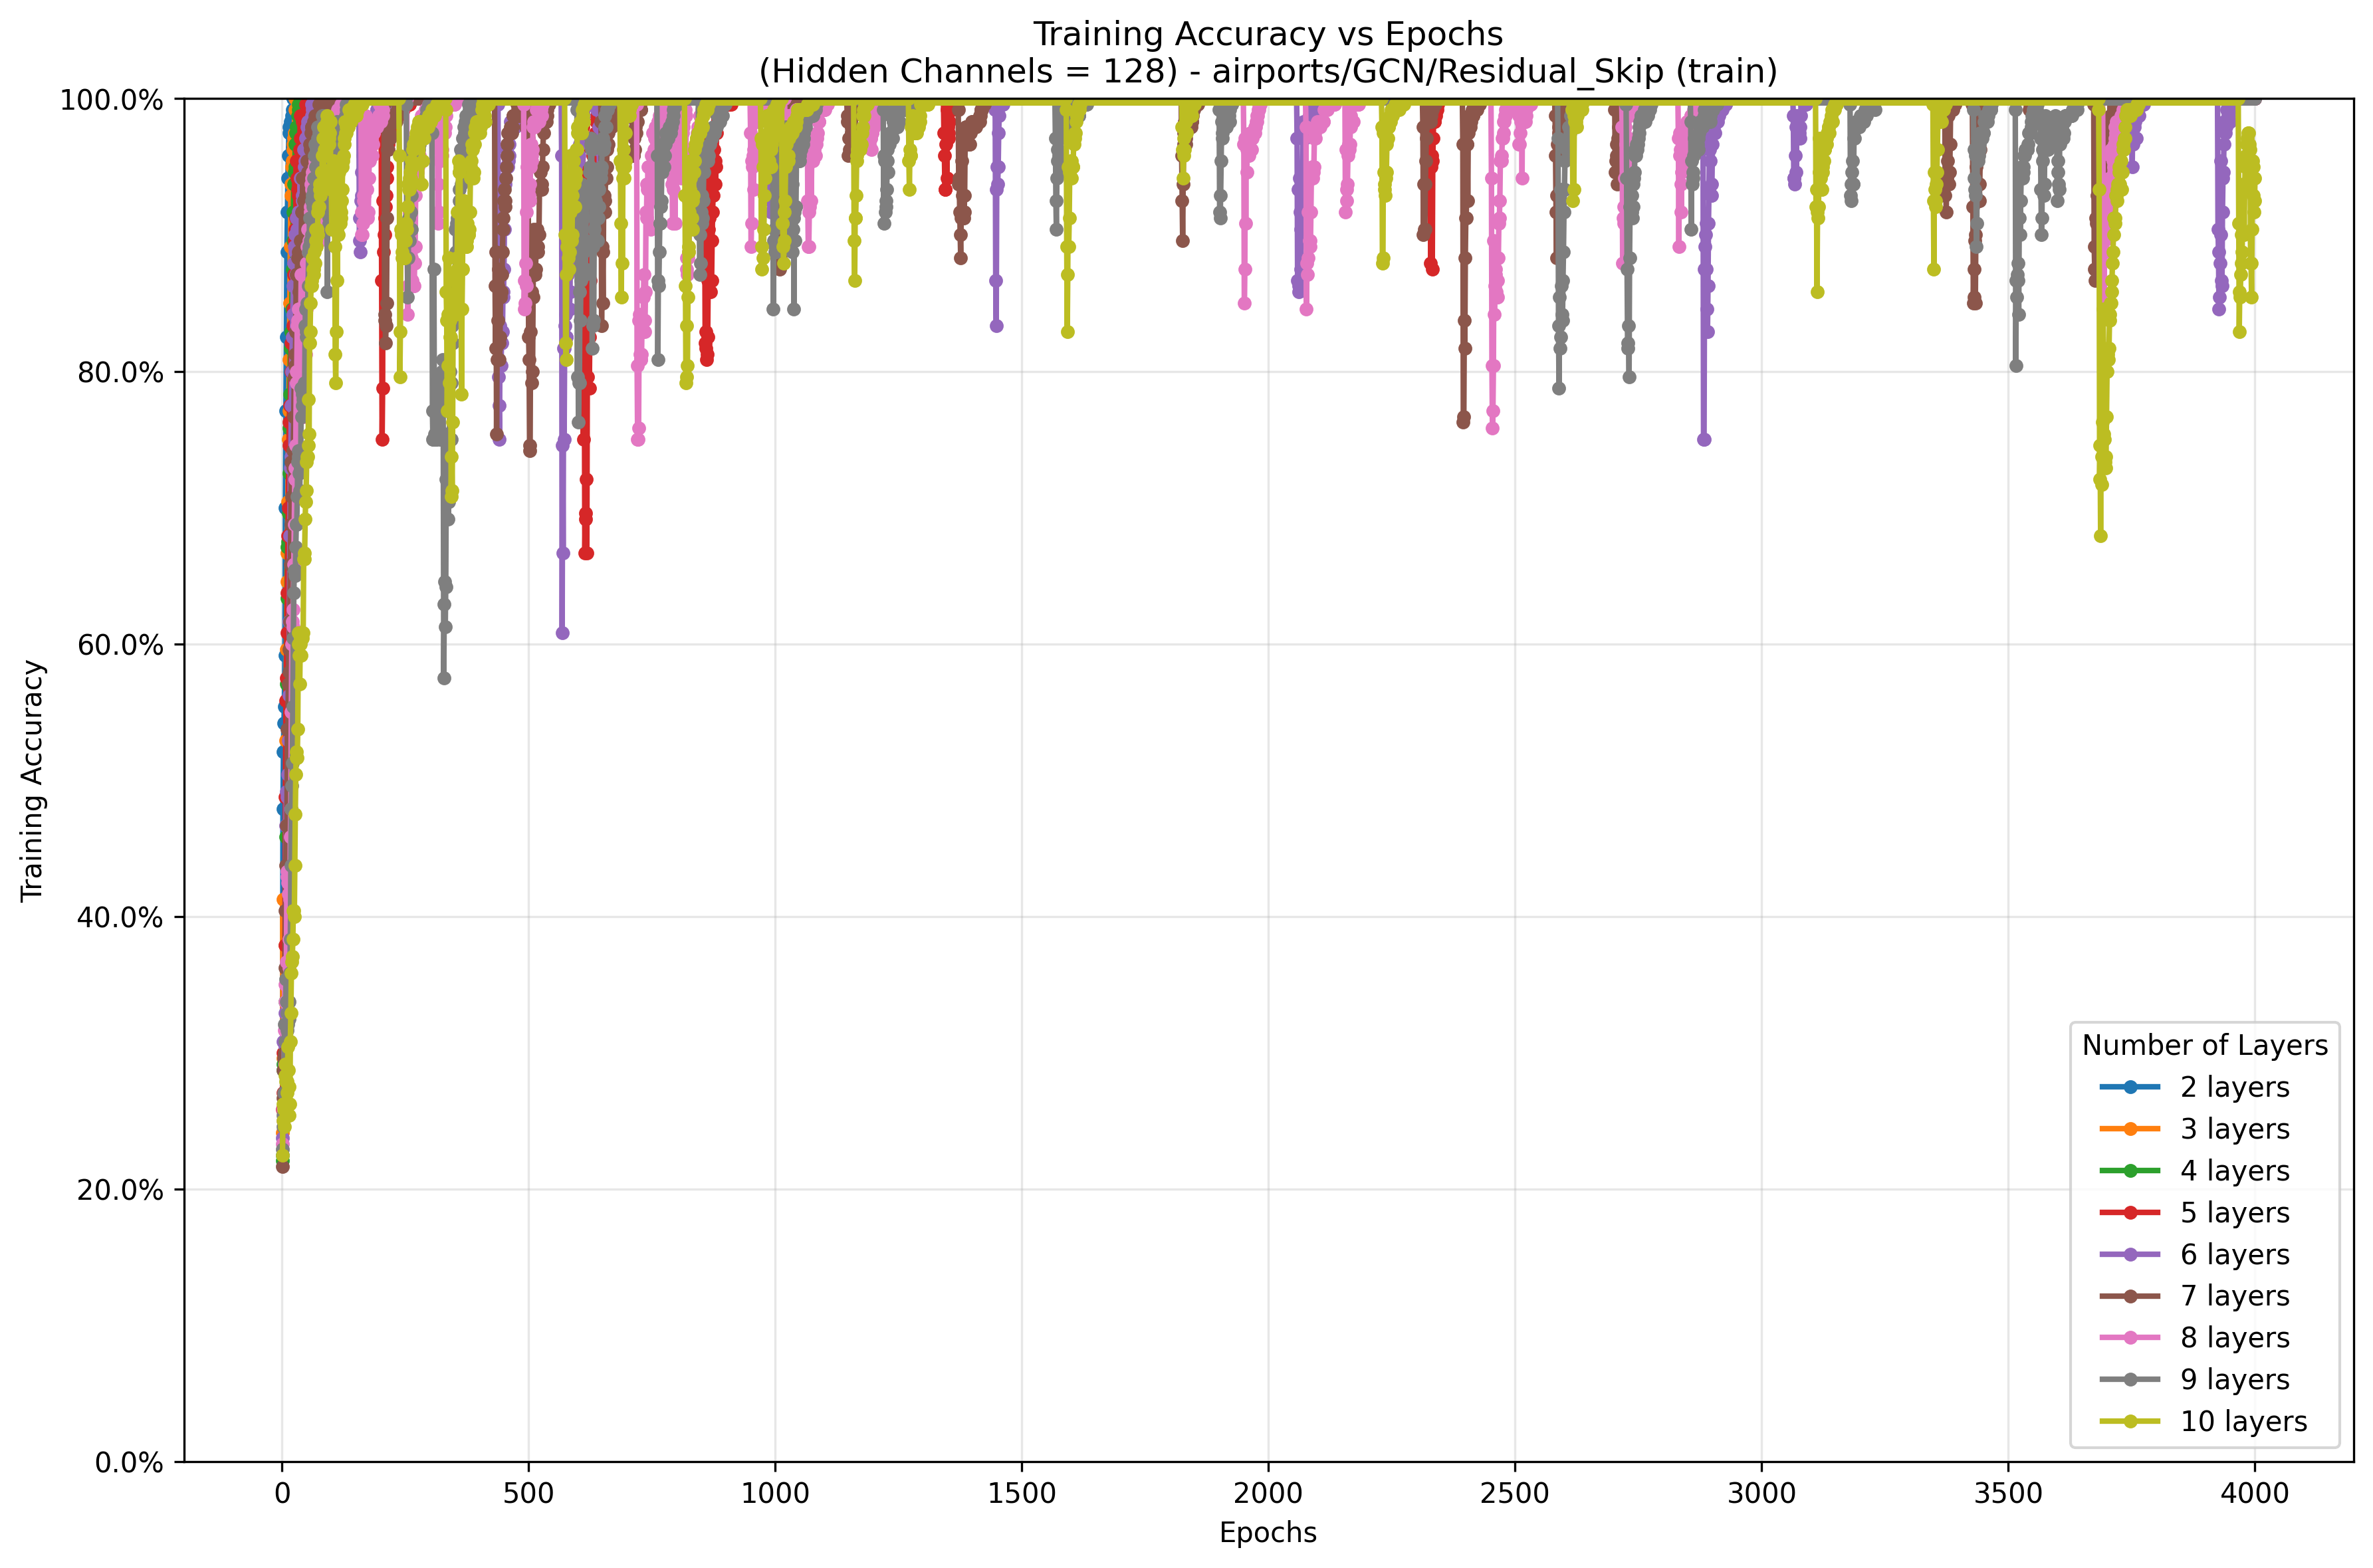 Training Accuracy vs Epochs
(Hidden Channels = 128) - airports/GCN/Residual_Skip (train)
Training Accuracy
100.0%
80.0%
60.0%
40.0%
20.0%
0.0%
Number of Layers
2 layers
3 layers
4 layers
5 layers
6 layers
7 layers
8 layers
9 layers
10 layers
0 500 1000 1500 2000 2500 3000 3500 4000
Epochs